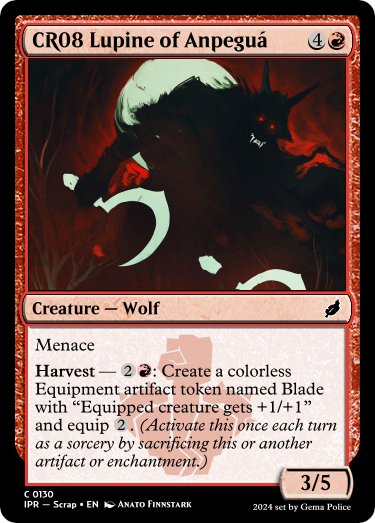 CR08 Lupine of Anpeguá 4
Creature — Wolf
Menace
Harvest — 2 : Create a colorless
Equipment artifact token named Blade
with “Equipped creature gets +1/+1”
and equip 2 . (Activate this once each turn
as a sorcery by sacrificing this or another
artifact or enchantment.)
3/5
C 0130
IPR — Scrap • EN Anato Finnstark
2024 set by Gema Police